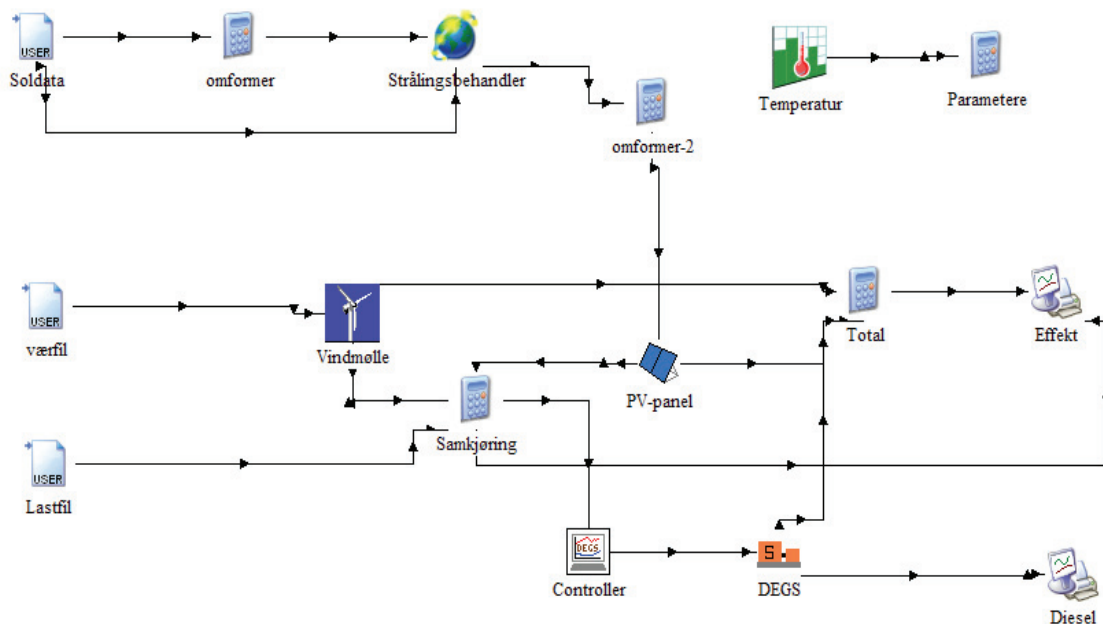 USER
Soldata
omformer
Strålingsbehandler
Temperatur
Parametere
omformer-2
USER
værfil
Vindmølle
Total
Effekt
PV-panel
Samkjøring
USER
Lastfil
DEGS
Controller
S
DEGS
Diesel